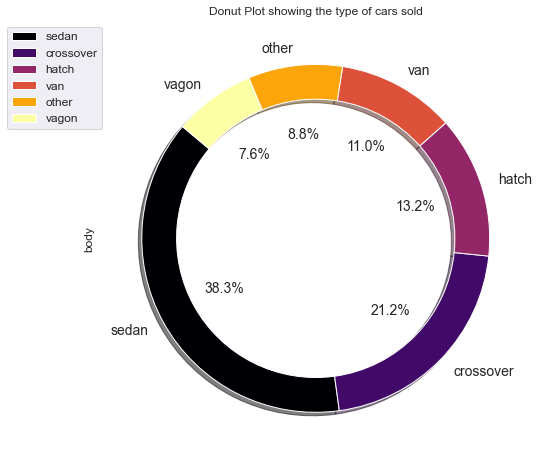 Donut Plot showing the type of cars sold
sedan
crossover
hatch
van
other
vagon
other
van
vagon
hatch
8.8%
11.0%
7.6%
13.2%
body
38.3%
21.2%
sedan
crossover